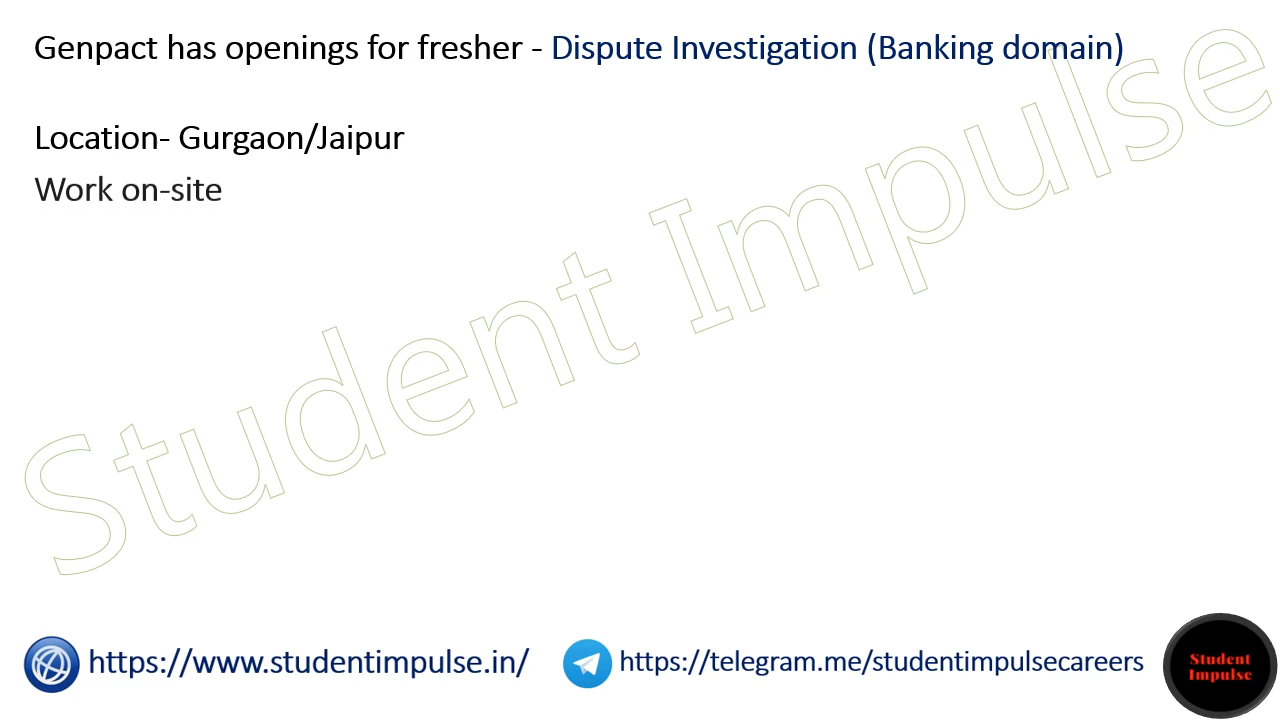 Genpact has openings for fresher - Dispute Investigation (Banking domain)
Location- Gurgaon/Jaipur
Work on-site
Student Impulse
https://www.studentimpulse.in/
https://telegram.me/studentimpulsecareers
Student
Impulse